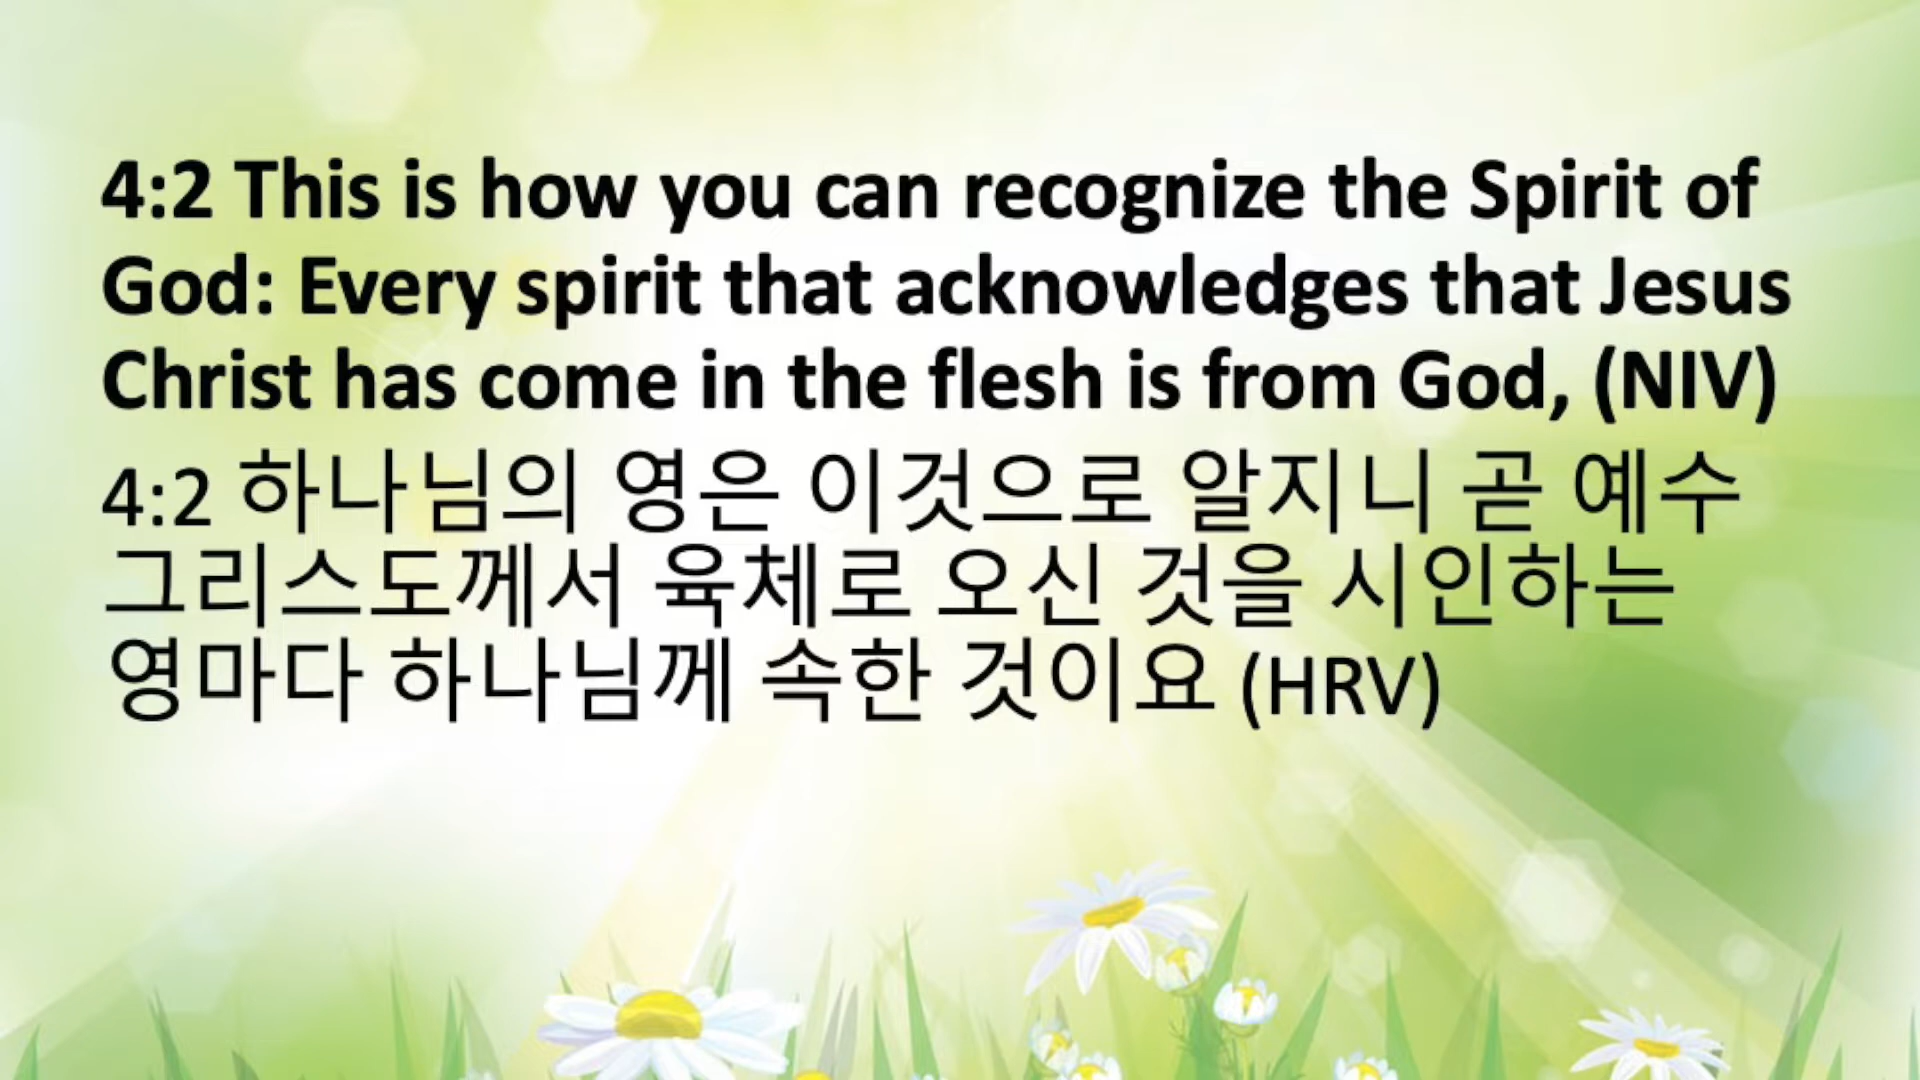 4:2 This is how you can recognize the Spirit of
God: Every spirit that acknowledges that Jesus
Christ has come in the flesh is from God, (NIV)
4:2 하나님의 영은 이것으로 알지니 곧 예수
그리스도께서 육체로 오신 것을 시인하는
영마다 하나님께 속한 것이요 (HRV)